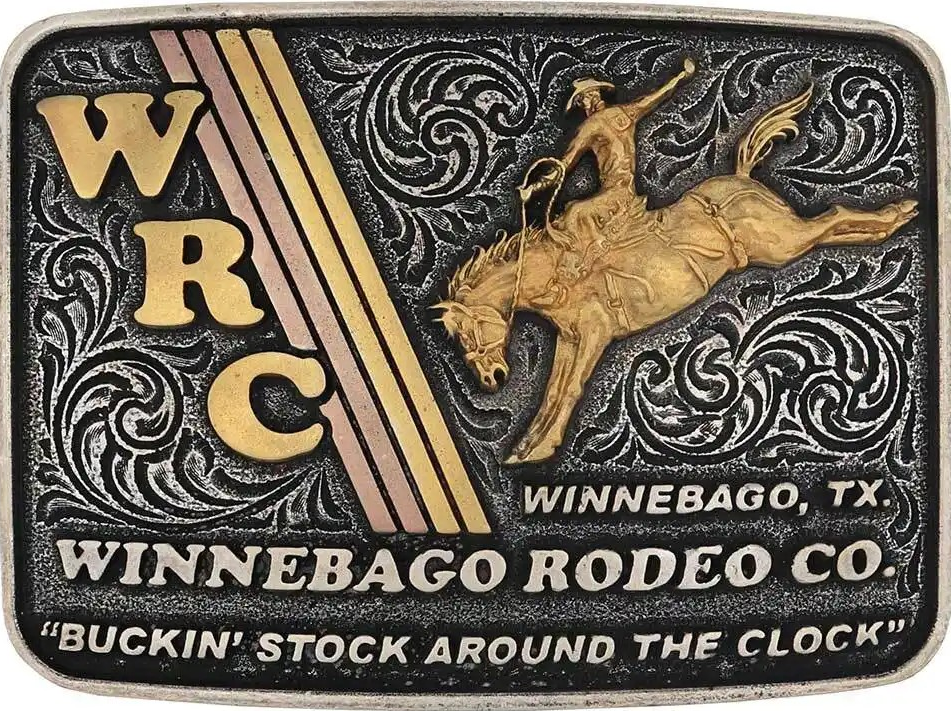 W
R
C
WINNEBAGO, TX.
WINNEBAGO RODEO CO.
"BUCKIN' STOCK AROUND THE CLOCK"